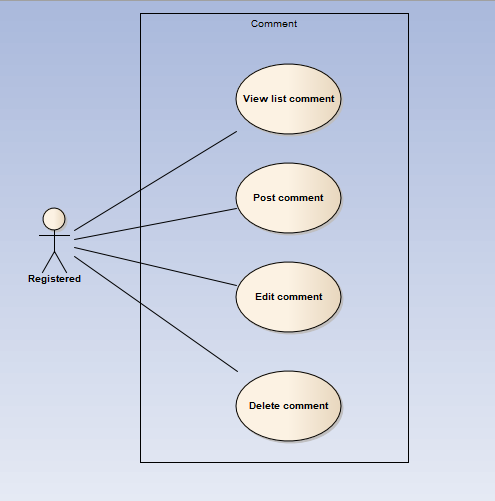 Comment
View list comment
Post comment
Registered
Edit comment
Delete comment